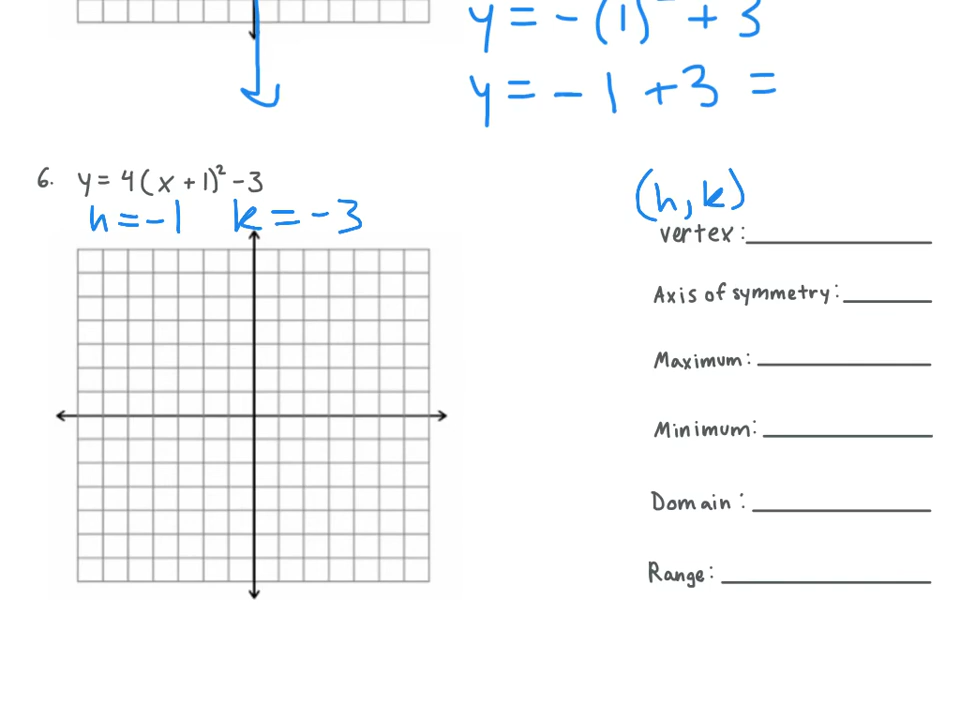 y = -(1)² + 3
y = -1 + 3 =
6. y = 4(x + 1)² - 3
h = -1 k = -3
(h, k)
vertex:
Axis of symmetry:
Maximum:
Minimum:
Domain:
Range: